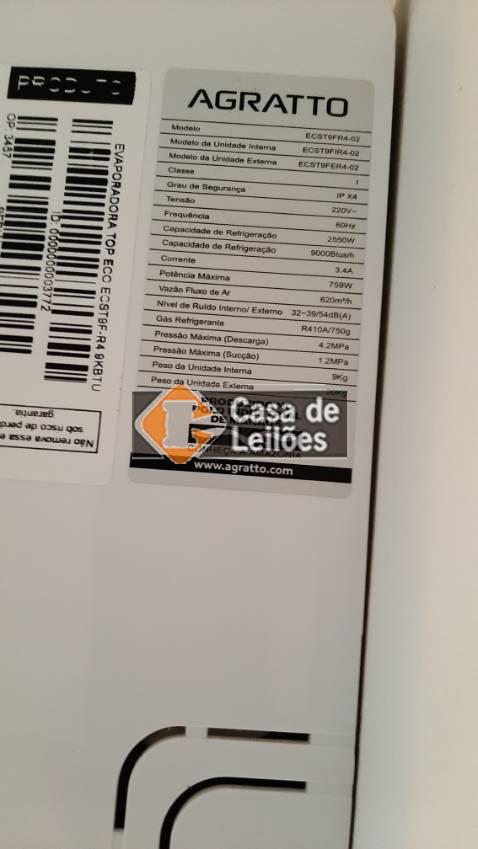 PRODUTO
EVAPORADORA TOP ECO ECST9F-R4 9KBTU
ID: 0000000003772
OP: 3457
Não remova essa e
sob risco de perd
garantia.
AGRATTO
Modelo ECST9FR4-02
Modelo da Unidade Interna ECST9FIR4-02
Modelo da Unidade Externa ECST9FER4-02
Classe I
Grau de Segurança IP X4
Tensão 220V~
Frequência 60Hz
Capacidade de Refrigeração 2550W
Capacidade de Refrigeração 9000Btus/h
Corrente 3.4A
Potência Máxima 759W
Vazão Fluxo de Ar 620m³/h
Nível de Ruído Interno/ Externo 32~39/54dB(A)
Gás Refrigerante R410A/750g
Pressão Máxima (Descarga) 4.2MPa
Pressão Máxima (Sucção) 1.2MPa
Peso da Unidade Interna 9Kg
Peso da Unidade Externa
Casa de
Leilões
CONHEÇA A AMAZÔNIA
www.agratto.com